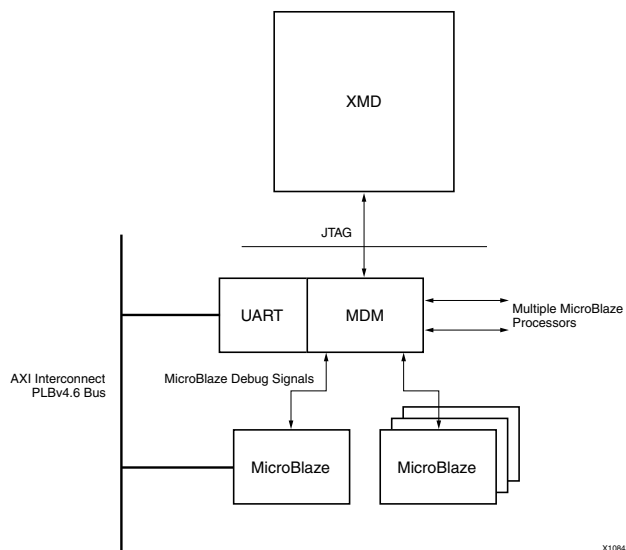 XMD
JTAG
UART
MDM
Multiple MicroBlaze
Processors
AXI Interconnect
PLBv4.6 Bus
MicroBlaze Debug Signals
MicroBlaze
MicroBlaze
X1084